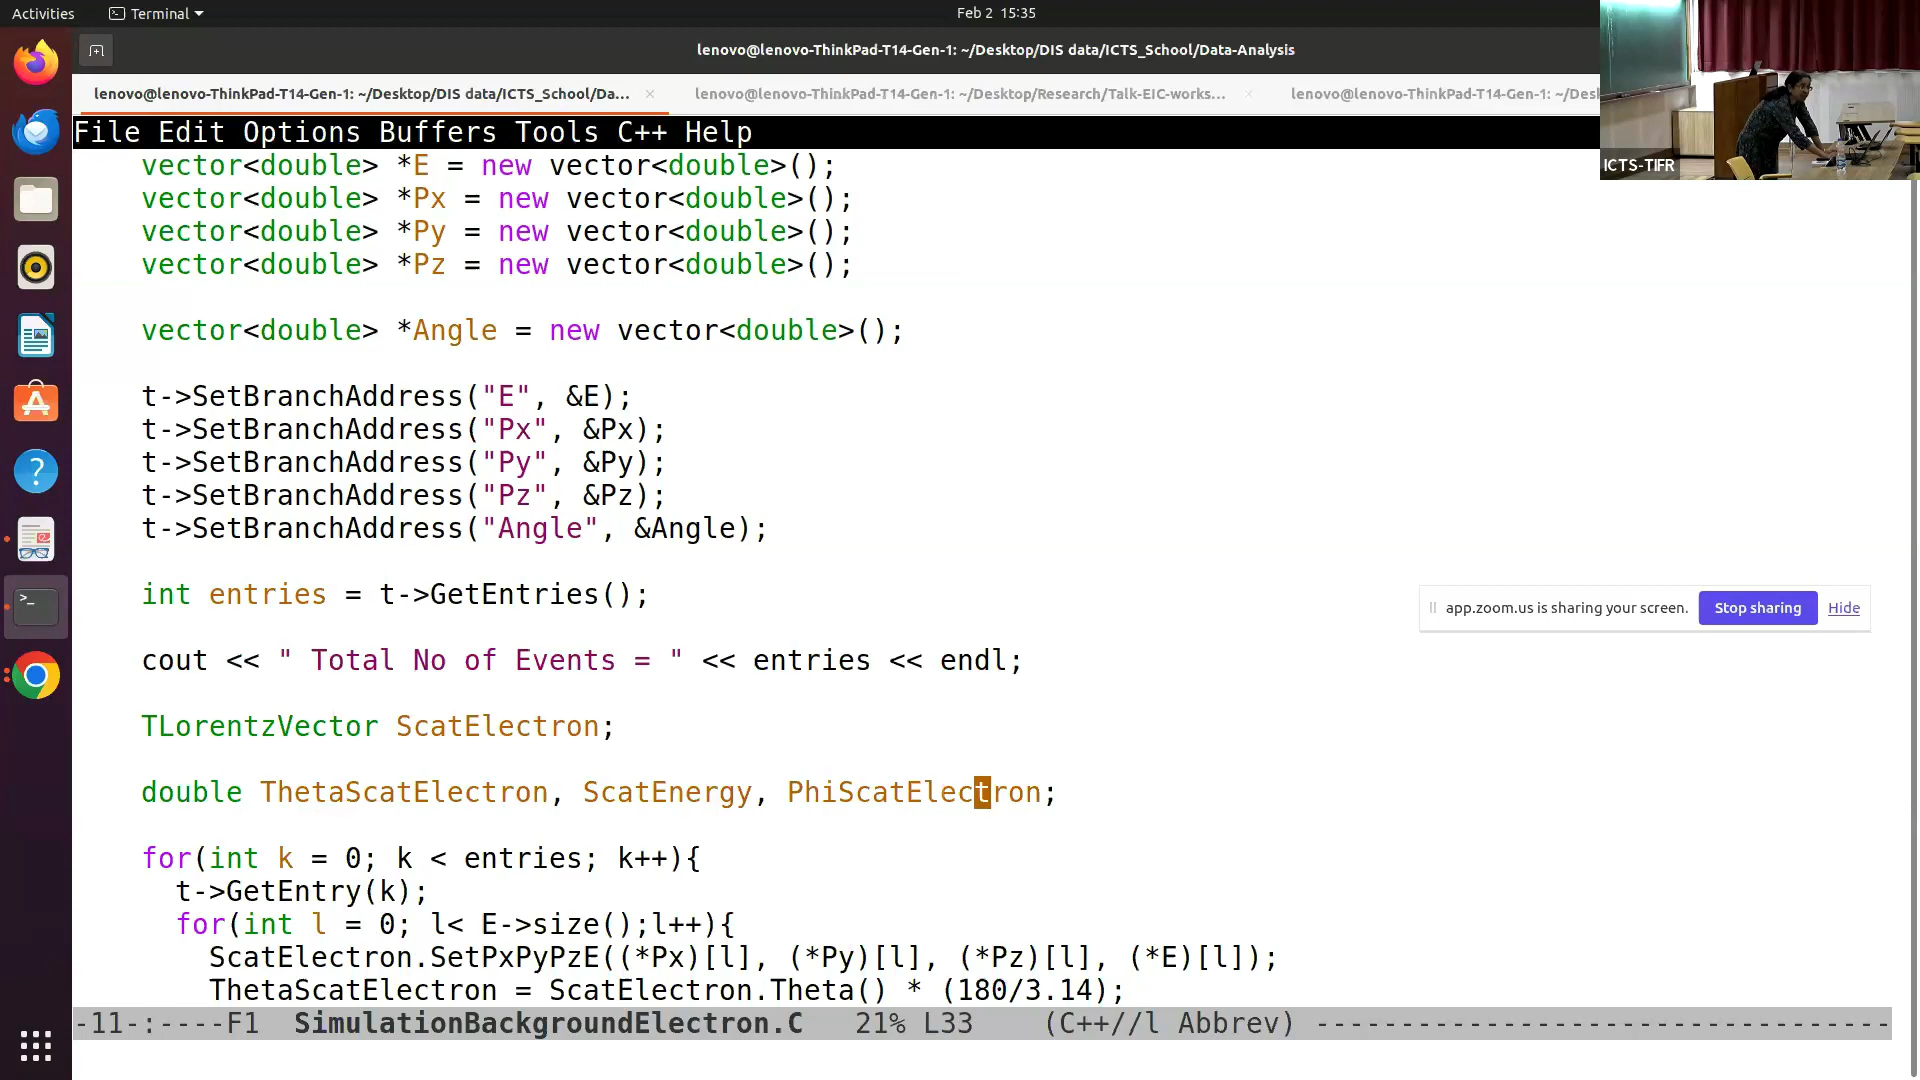 Activities
Terminal
Feb 2 15:35
lenovo@lenovo-ThinkPad-T14-Gen-1: ~/Desktop/DIS data/ICTS_School/Data-Analysis
lenovo@lenovo-ThinkPad-T14-Gen-1: ~/Desktop/DIS data/ICTS_School/Da...
lenovo@lenovo-ThinkPad-T14-Gen-1: ~/Desktop/Research/Talk-EIC-works...
lenovo@lenovo-ThinkPad-T14-Gen-1: ~/Des
ICTS-TIFR
File Edit Options Buffers Tools C++ Help
vector<double> *E = new vector<double>();
vector<double> *Px = new vector<double>();
vector<double> *Py = new vector<double>();
vector<double> *Pz = new vector<double>();
vector<double> *Angle = new vector<double>();
t->SetBranchAddress("E", &E);
t->SetBranchAddress("Px", &Px);
t->SetBranchAddress("Py", &Py);
t->SetBranchAddress("Pz", &Pz);
t->SetBranchAddress("Angle", &Angle);
int entries = t->GetEntries();
app.zoom.us is sharing your screen. Stop sharing Hide
cout << " Total No of Events = " << entries << endl;
TLorentzVector ScatElectron;
double ThetaScatElectron, ScatEnergy, PhiScatElectron;
for(int k = 0; k < entries; k++){
t->GetEntry(k);
for(int l = 0; l< E->size();l++){
ScatElectron.SetPxPyPzE((*Px)[l], (*Py)[l], (*Pz)[l], (*E)[l]);
ThetaScatElectron = ScatElectron.Theta() * (180/3.14);
-11-:----F1 SimulationBackgroundElectron.C 21% L33 (C++//l Abbrev) ----------------------------------